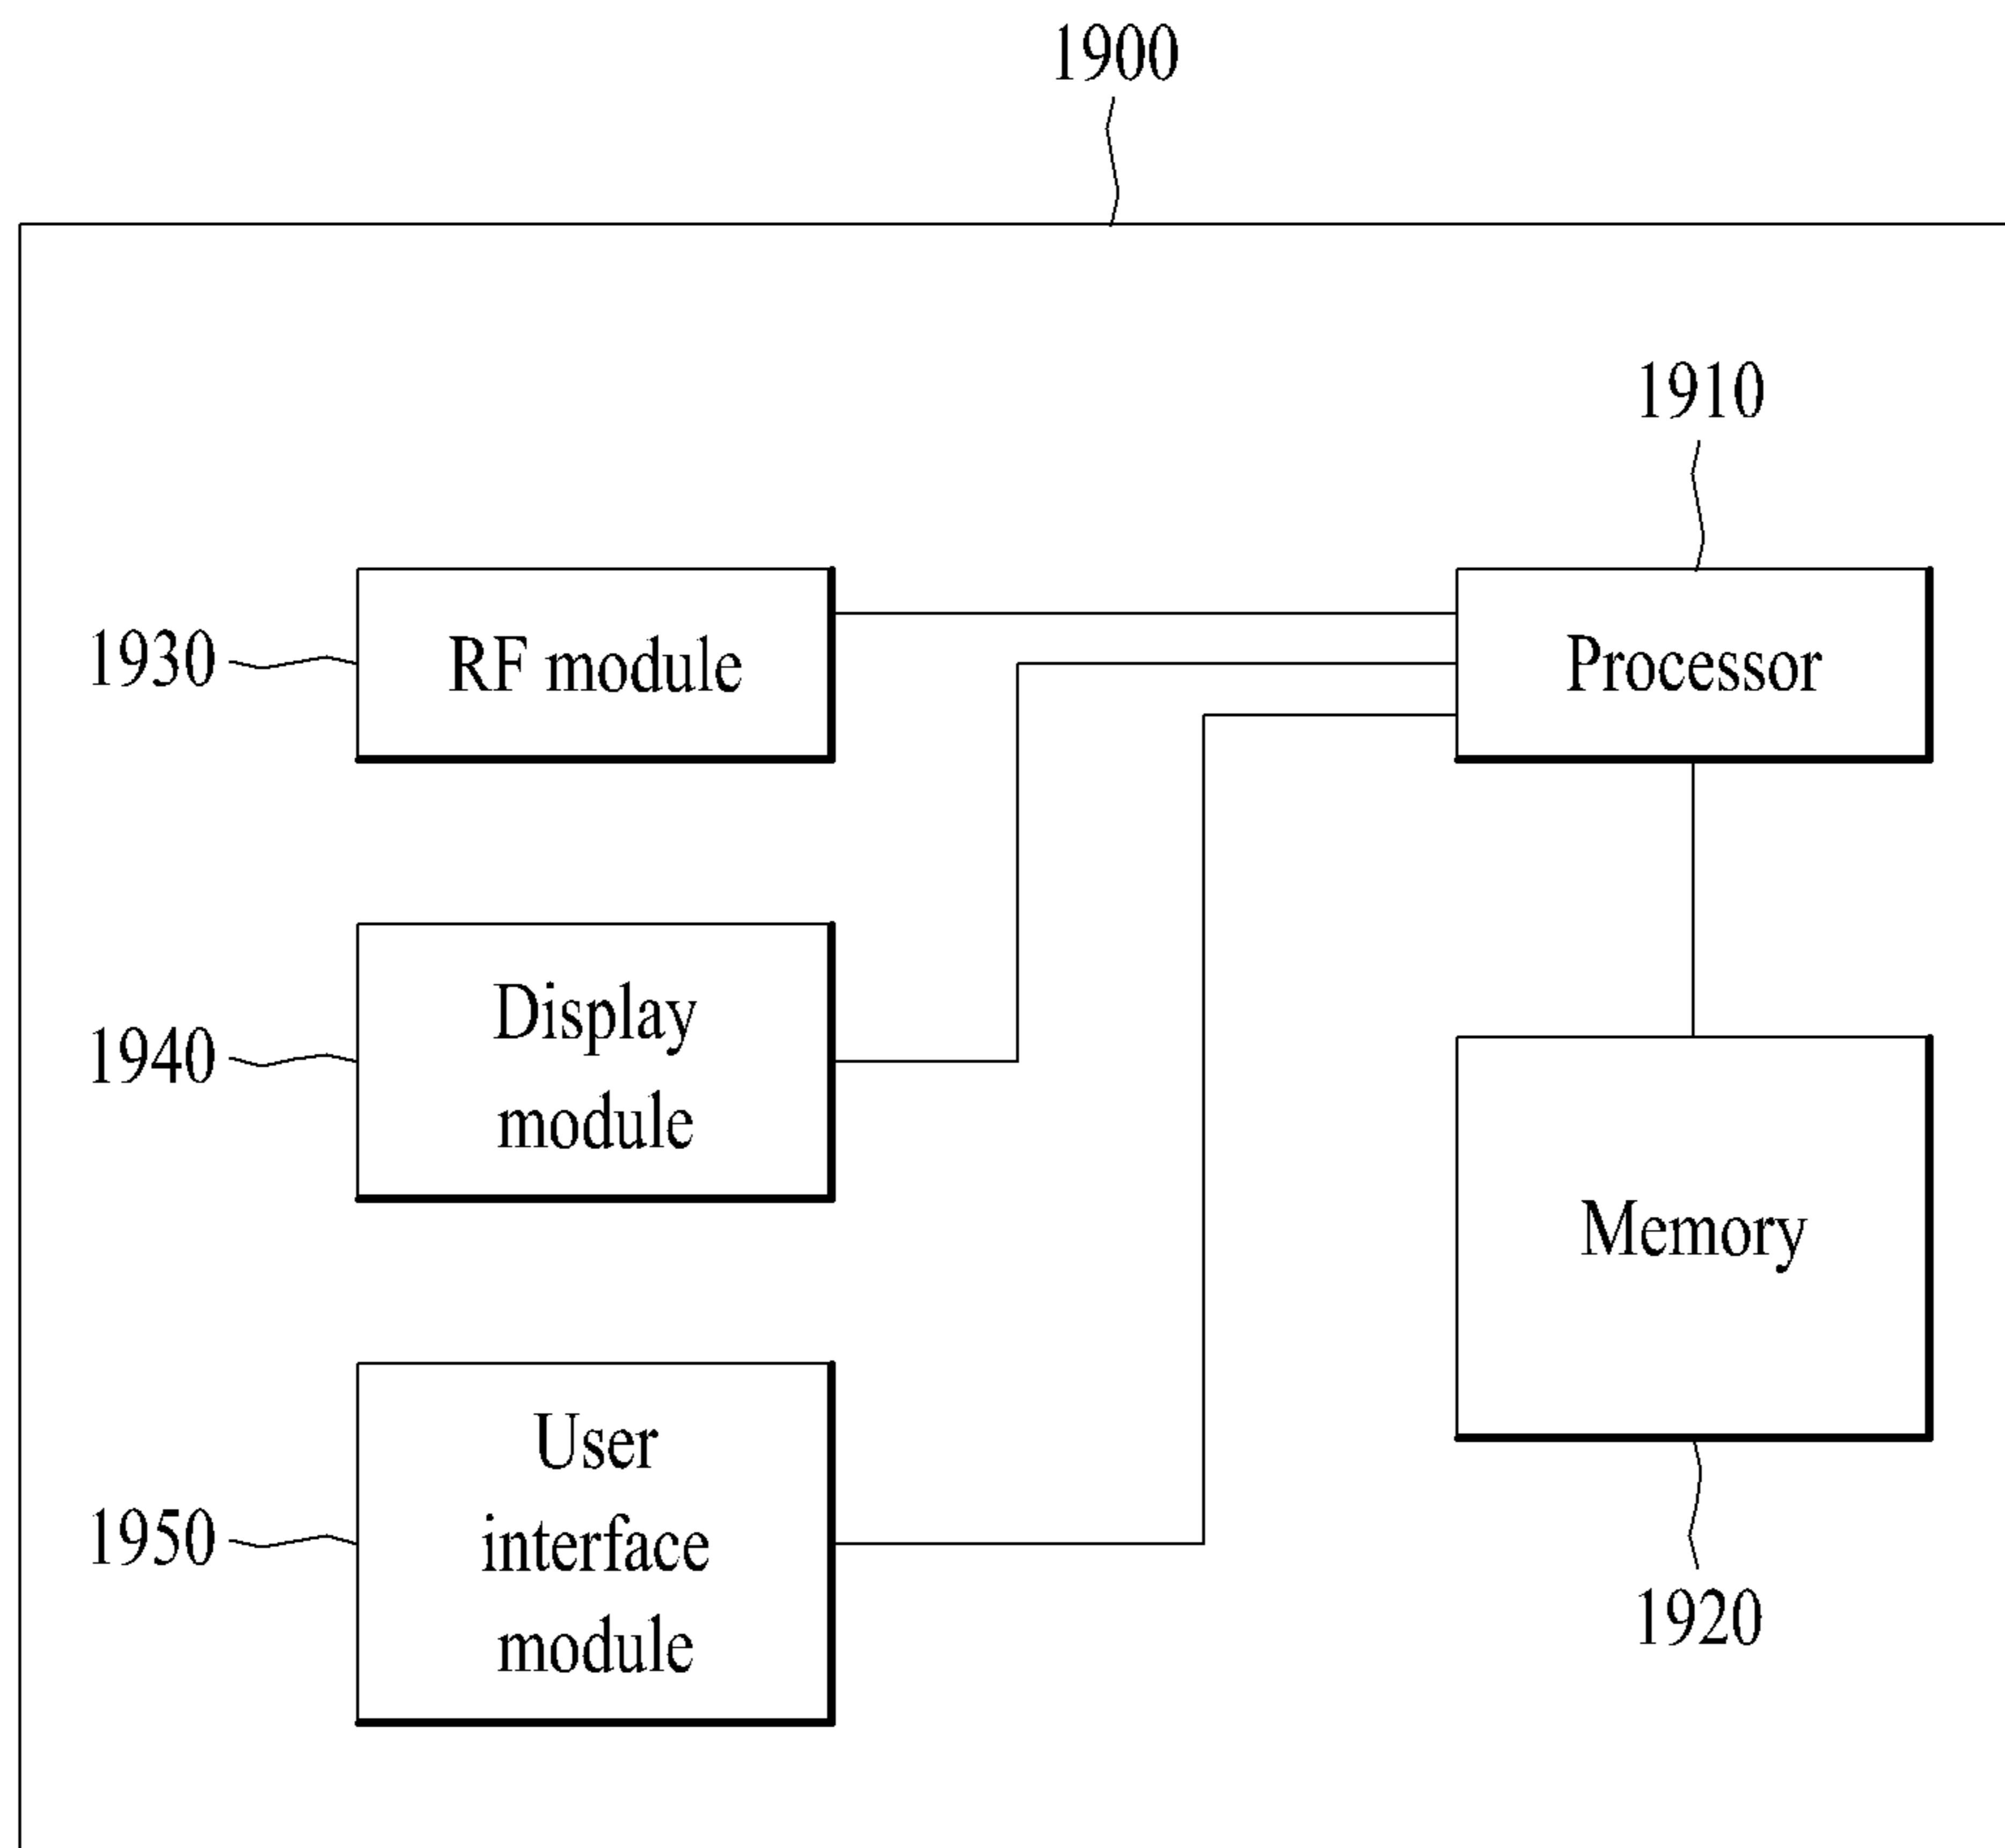 1900
1910
1930
RF module
Processor
1940
Display
module
Memory
1950
User
interface
module
1920